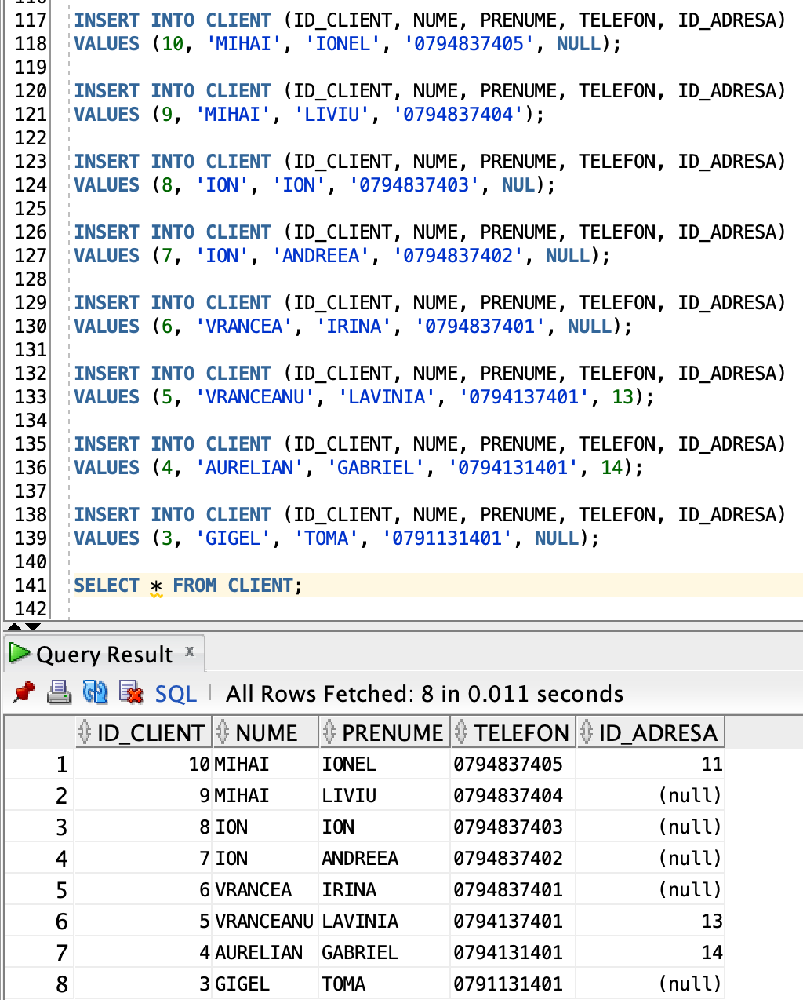 117 INSERT INTO CLIENT (ID_CLIENT, NUME, PRENUME, TELEFON, ID_ADRESA)
118 VALUES (10, 'MIHAI', 'IONEL', '0794837405', NULL);
119
120 INSERT INTO CLIENT (ID_CLIENT, NUME, PRENUME, TELEFON, ID_ADRESA)
121 VALUES (9, 'MIHAI', 'LIVIU', '0794837404');
122
123 INSERT INTO CLIENT (ID_CLIENT, NUME, PRENUME, TELEFON, ID_ADRESA)
124 VALUES (8, 'ION', 'ION', '0794837403', NUL);
125
126 INSERT INTO CLIENT (ID_CLIENT, NUME, PRENUME, TELEFON, ID_ADRESA)
127 VALUES (7, 'ION', 'ANDREEA', '0794837402', NULL);
128
129 INSERT INTO CLIENT (ID_CLIENT, NUME, PRENUME, TELEFON, ID_ADRESA)
130 VALUES (6, 'VRANCEA', 'IRINA', '0794837401', NULL);
131
132 INSERT INTO CLIENT (ID_CLIENT, NUME, PRENUME, TELEFON, ID_ADRESA)
133 VALUES (5, 'VRANCEANU', 'LAVINIA', '0794137401', 13);
134
135 INSERT INTO CLIENT (ID_CLIENT, NUME, PRENUME, TELEFON, ID_ADRESA)
136 VALUES (4, 'AURELIAN', 'GABRIEL', '0794131401', 14);
137
138 INSERT INTO CLIENT (ID_CLIENT, NUME, PRENUME, TELEFON, ID_ADRESA)
139 VALUES (3, 'GIGEL', 'TOMA', '0791131401', NULL);
140
141 SELECT * FROM CLIENT;
142
Query Result x
SQL | All Rows Fetched: 8 in 0.011 seconds
ID_CLIENT NUME PRENUME TELEFON ID_ADRESA
1 10 MIHAI IONEL 0794837405 11
2 9 MIHAI LIVIU 0794837404 (null)
3 8 ION ION 0794837403 (null)
4 7 ION ANDREEA 0794837402 (null)
5 6 VRANCEA IRINA 0794837401 (null)
6 5 VRANCEANU LAVINIA 0794137401 13
7 4 AURELIAN GABRIEL 0794131401 14
8 3 GIGEL TOMA 0791131401 (null)